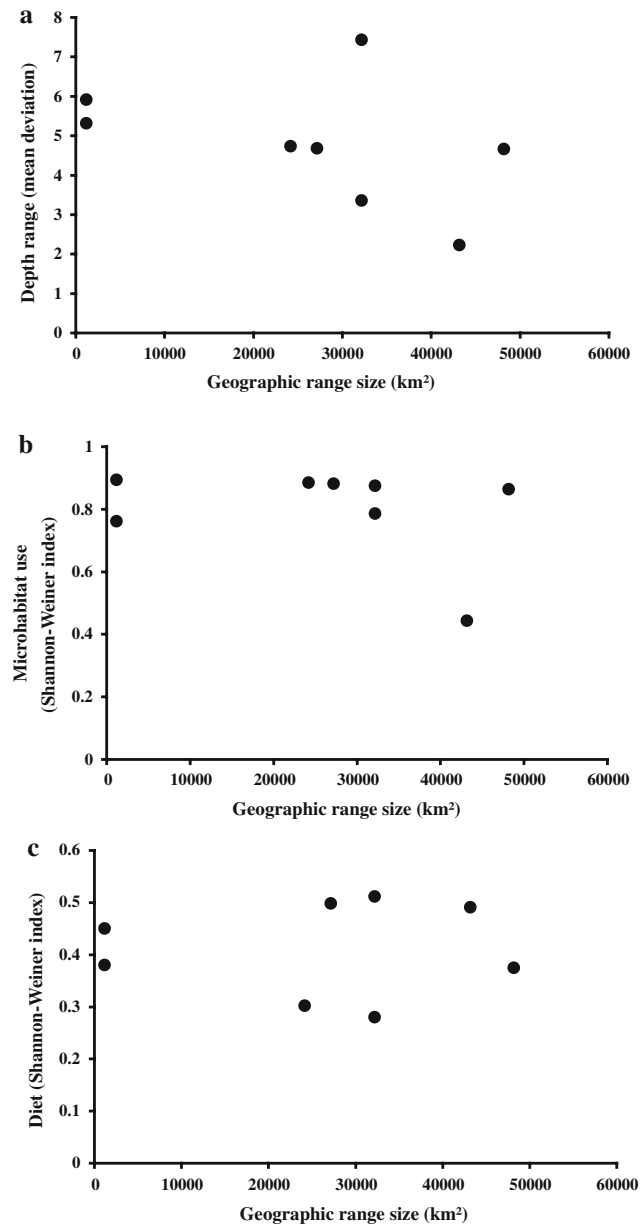 a
8
7
6
5
4
3
2
1
0
Depth range (mean deviation)
0 10000 20000 30000 40000 50000 60000
Geographic range size (km²)
b
1
0.8
0.6
0.4
0.2
0
Microhabitat use
(Shannon-Weiner index)
0 10000 20000 30000 40000 50000 60000
Geographic range size (km²)
c
0.6
0.5
0.4
0.3
0.2
0.1
0
Diet (Shannon-Weiner index)
0 10000 20000 30000 40000 50000 60000
Geographic range size (km²)